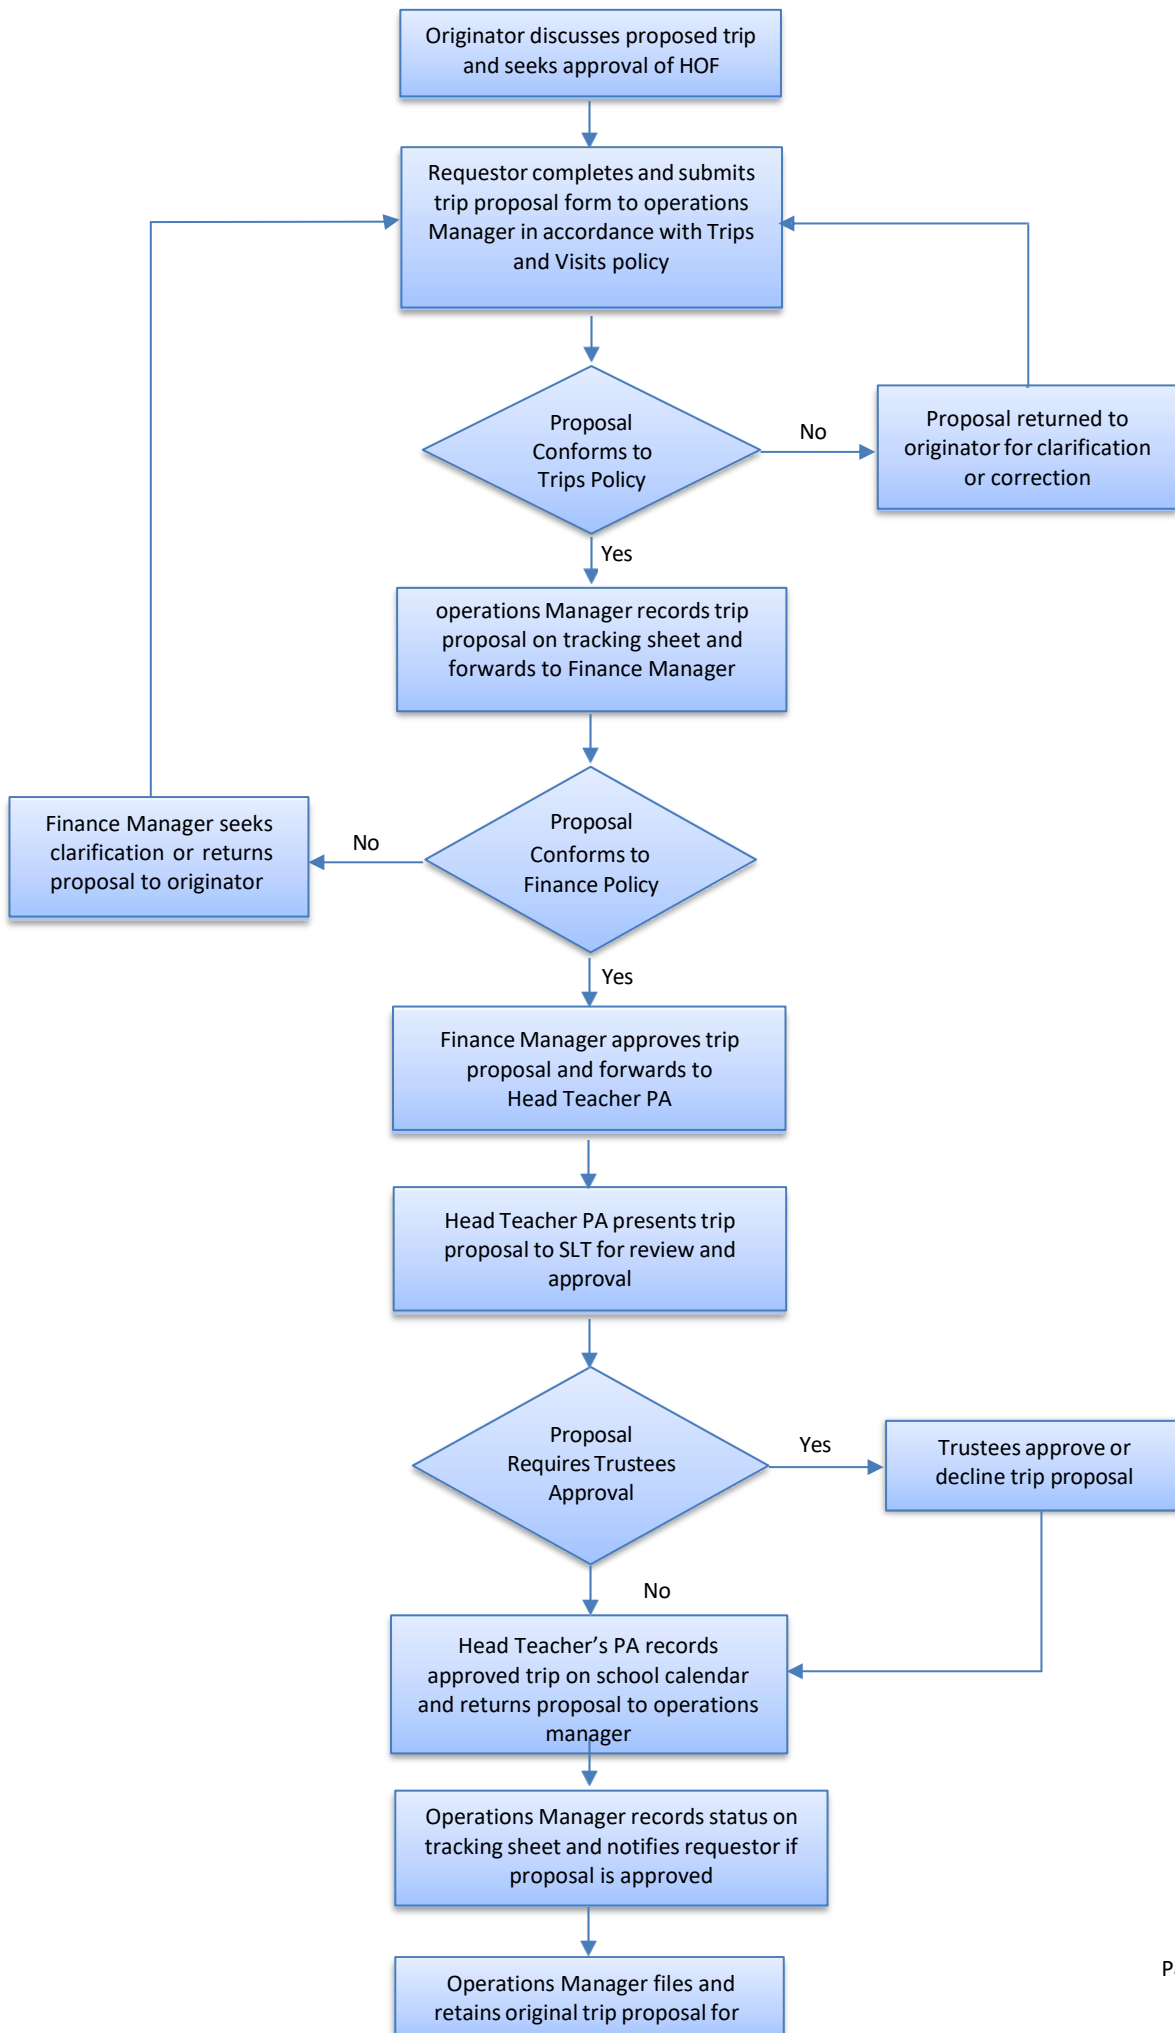 Originator discusses proposed trip
and seeks approval of HOF
Requestor completes and submits
trip proposal form to operations
Manager in accordance with Trips
and Visits policy
Proposal
Conforms to
Trips Policy
No
Proposal returned to
originator for clarification
or correction
Yes
operations Manager records trip
proposal on tracking sheet and
forwards to Finance Manager
Proposal
Conforms to
Finance Policy
No
Finance Manager seeks
clarification or returns
proposal to originator
Yes
Finance Manager approves trip
proposal and forwards to
Head Teacher PA
Head Teacher PA presents trip
proposal to SLT for review and
approval
Proposal
Requires Trustees
Approval
Yes
Trustees approve or
decline trip proposal
No
Head Teacher’s PA records
approved trip on school calendar
and returns proposal to operations
manager
Operations Manager records status on
tracking sheet and notifies requestor if
proposal is approved
Operations Manager files and
retains original trip proposal for